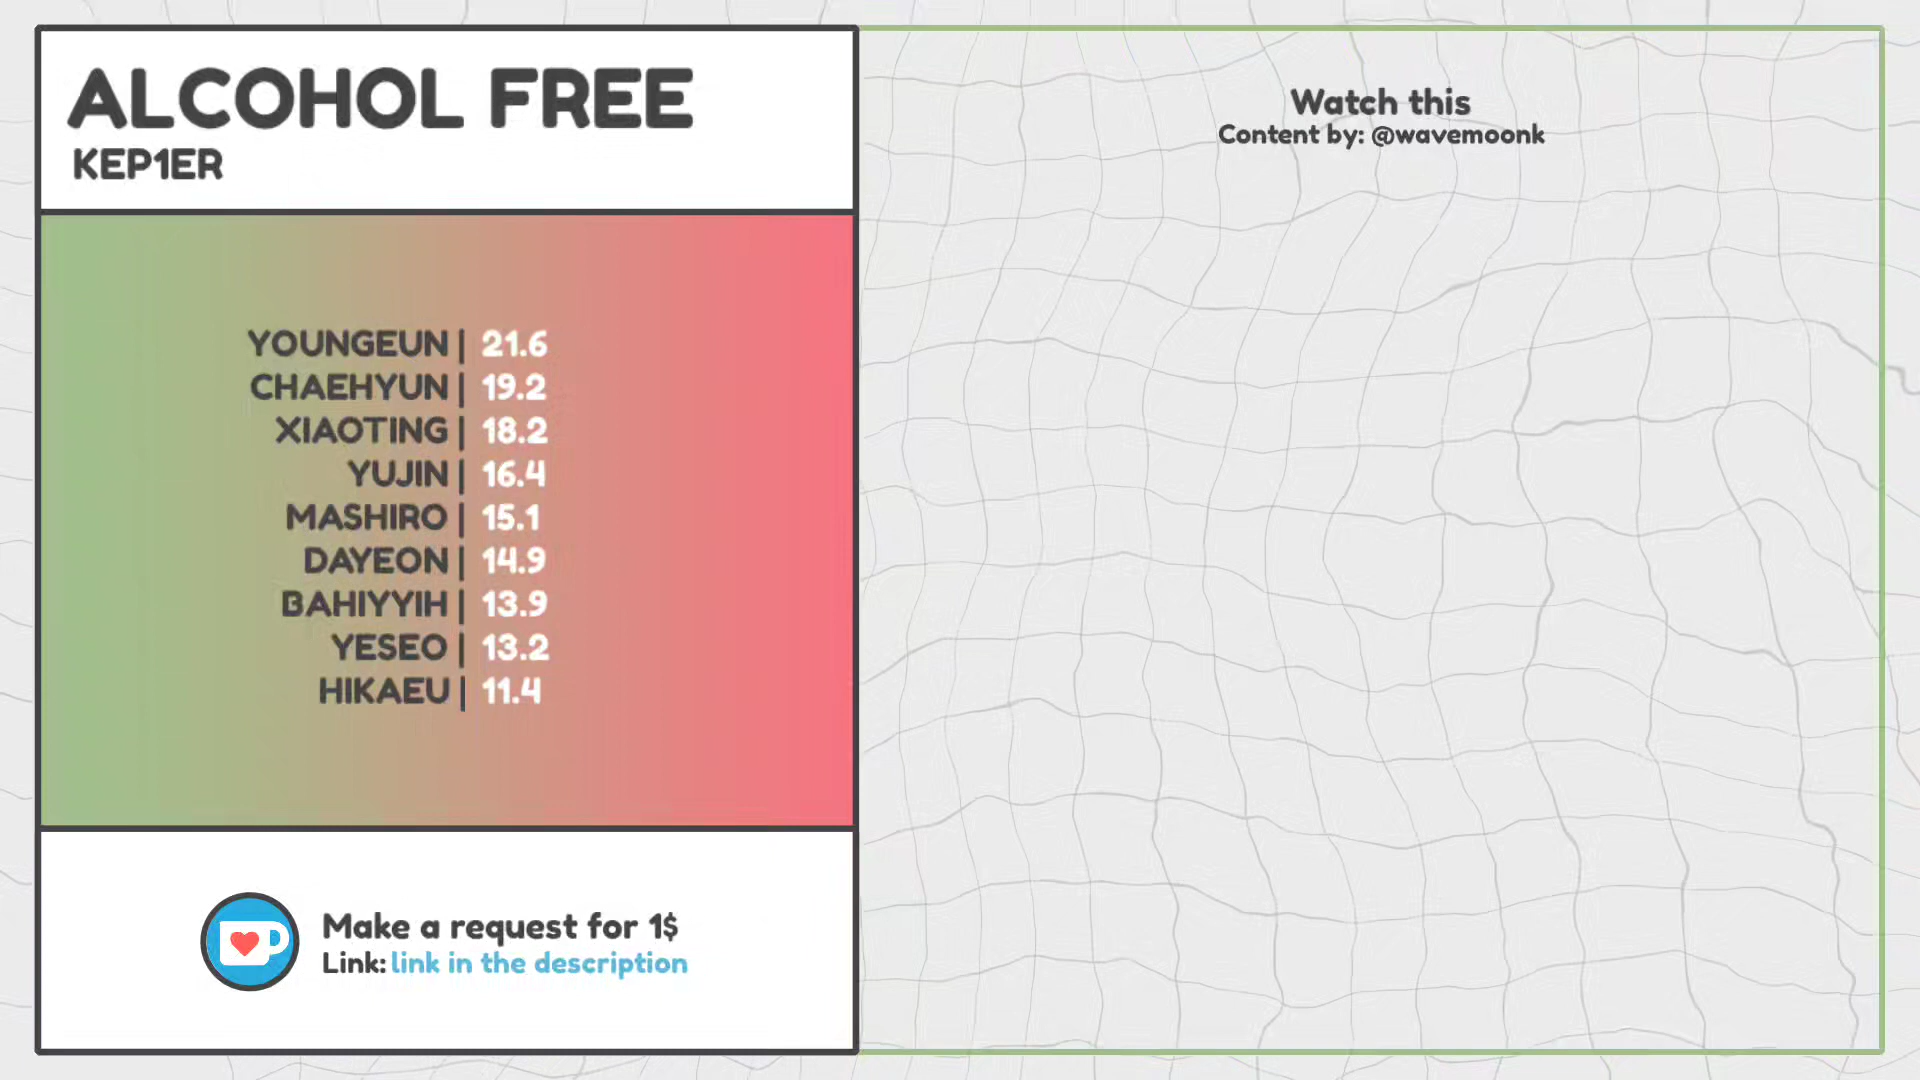 ALCOHOL FREE
KEP1ER
YOUNGEUN | 21.6
CHAEHYUN | 19.2
XIAOTING | 18.2
YUJIN | 16.4
MASHIRO | 15.1
DAYEON | 14.9
BAHIYYIH | 13.9
YESEO | 13.2
HIKAEU | 11.4
Make a request for 1$
Link: link in the description
Watch this
Content by: @wavemoonk